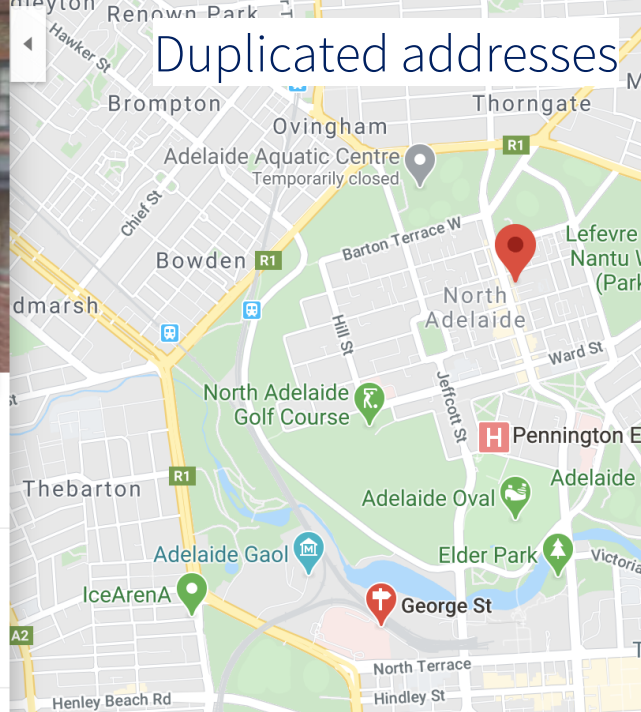 Renown Park
Duplicated addresses
Hawker St
Brompton
Thorngate
Ovingham
R1
Adelaide Aquatic Centre
Temporarily closed
Chief St
Barton Terrace W
Lefevre
Nantu W
(Park
Bowden
R1
North
Adelaide
dmarsh
Hill St
Ward St
Jeffcott St
North Adelaide
Golf Course
st
H
Pennington E
R1
Thebarton
Adelaide Oval
Adelaide
Adelaide Gaol
Elder Park
Victoria
IceArenA
George St
A2
North Terrace
Henley Beach Rd
Hindley St